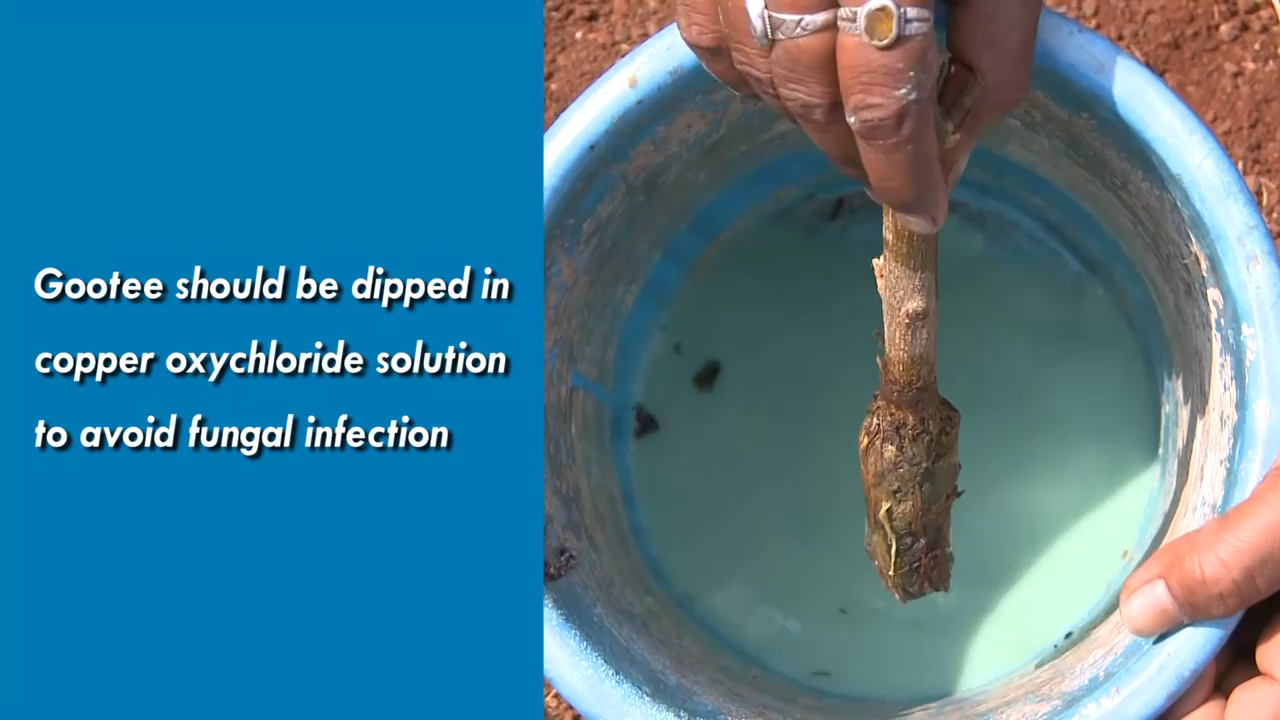 Gootee should be dipped in
copper oxychloride solution
to avoid fungal infection